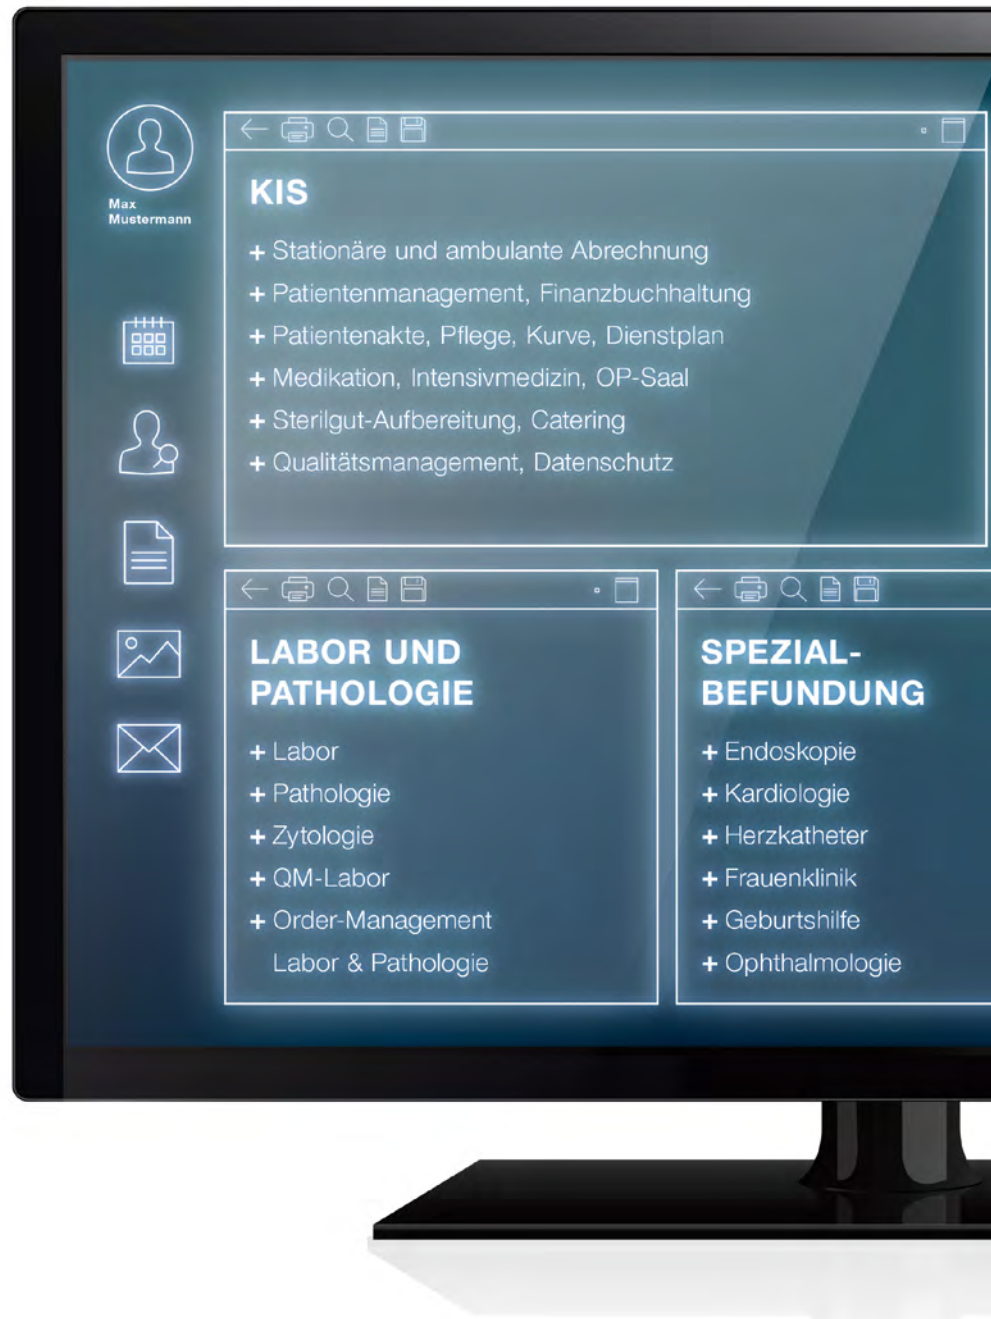 Max
Mustermann
KIS
+ Stationäre und ambulante Abrechnung
+ Patientenmanagement, Finanzbuchhaltung
+ Patientenakte, Pflege, Kurve, Dienstplan
+ Medikation, Intensivmedizin, OP-Saal
+ Sterilgut-Aufbereitung, Catering
+ Qualitätsmanagement, Datenschutz
LABOR UND
PATHOLOGIE
+ Labor
+ Pathologie
+ Zytologie
+ QM-Labor
+ Order-Management
Labor & Pathologie
SPEZIAL-
BEFUNDUNG
+ Endoskopie
+ Kardiologie
+ Herzkatheter
+ Frauenklinik
+ Geburtshilfe
+ Ophthalmologie